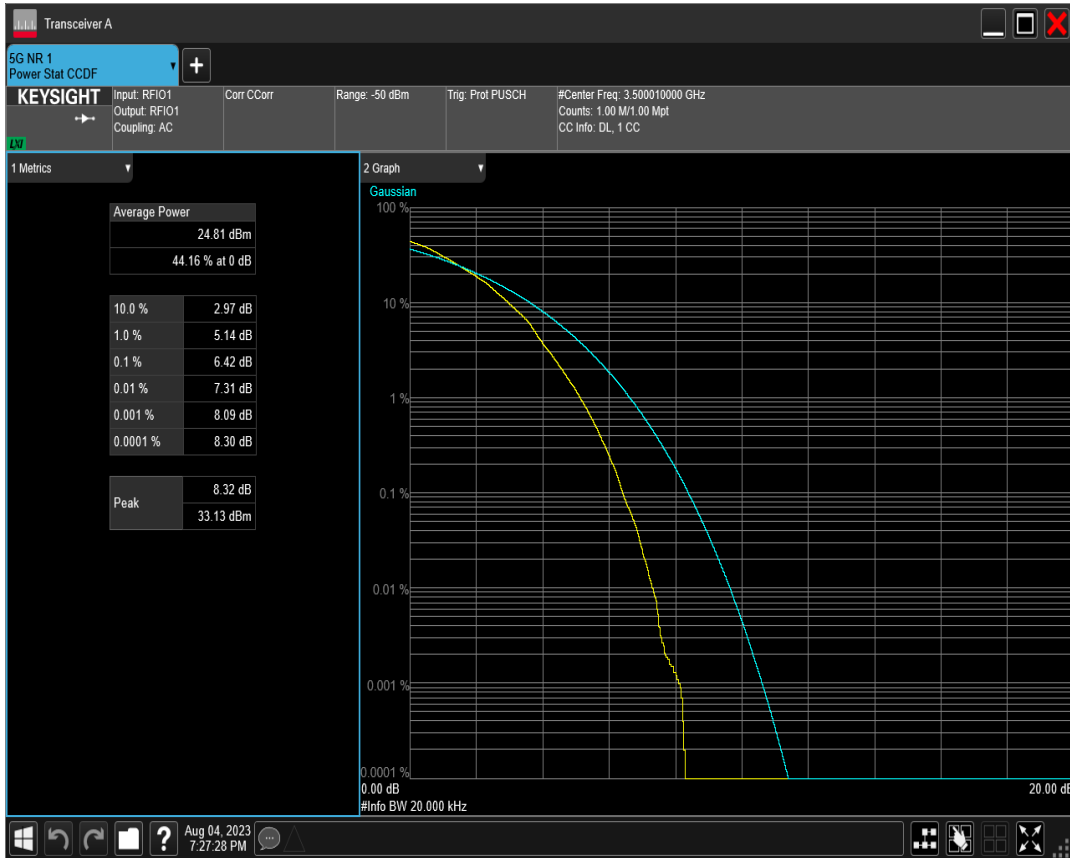 Transceiver A
5G NR 1
Power Stat CCDF
KEYSIGHT
LXI
Input: RFIO1
Output: RFIO1
Coupling: AC
Corr CCorr
Range: -50 dBm
Trig: Prot PUSCH
#Center Freq: 3.500010000 GHz
Counts: 1.00 M/1.00 Mpt
CC Info: DL, 1 CC
1 Metrics
Average Power
24.81 dBm
44.16 % at 0 dB
10.0 % 2.97 dB
1.0 % 5.14 dB
0.1 % 6.42 dB
0.01 % 7.31 dB
0.001 % 8.09 dB
0.0001 % 8.30 dB
Peak
8.32 dB
33.13 dBm
2 Graph
Gaussian
100 %
10 %
1 %
0.1 %
0.01 %
0.001 %
0.0001 %
0.00 dB 20.00 dB
#Info BW 20.000 kHz
? Aug 04, 2023
7:27:28 PM